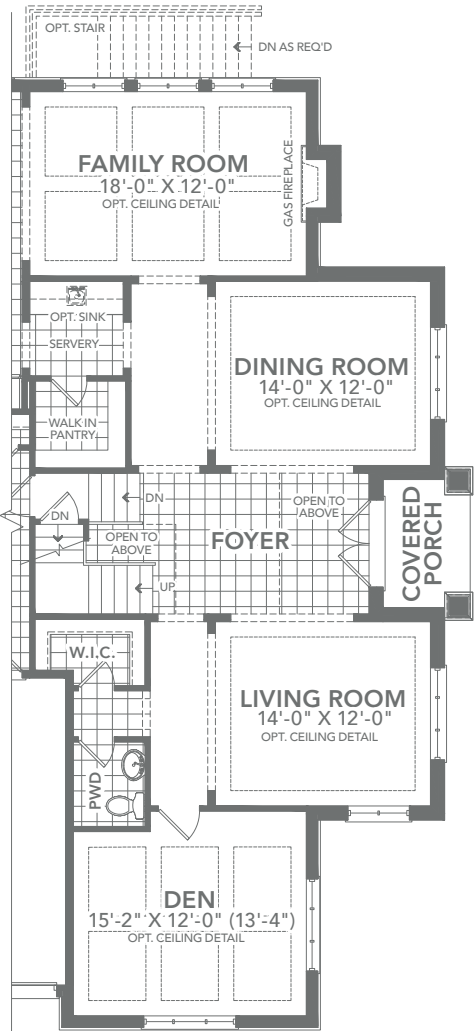 OPT. STAIR
DN AS REQ'D
FAMILY ROOM
18'-0" X 12'-0"
OPT. CEILING DETAIL
GAS FIREPLACE
OPT. SINK
SERVERY
WALK IN
PANTRY
DINING ROOM
14'-0" X 12'-0"
OPT. CEILING DETAIL
DN
DN
OPEN TO
ABOVE
OPEN TO
ABOVE
FOYER
COVERED
PORCH
UP
W.I.C.
LIVING ROOM
14'-0" X 12'-0"
OPT. CEILING DETAIL
PWD
DEN
15'-2" X 12'-0" (13'-4")
OPT. CEILING DETAIL